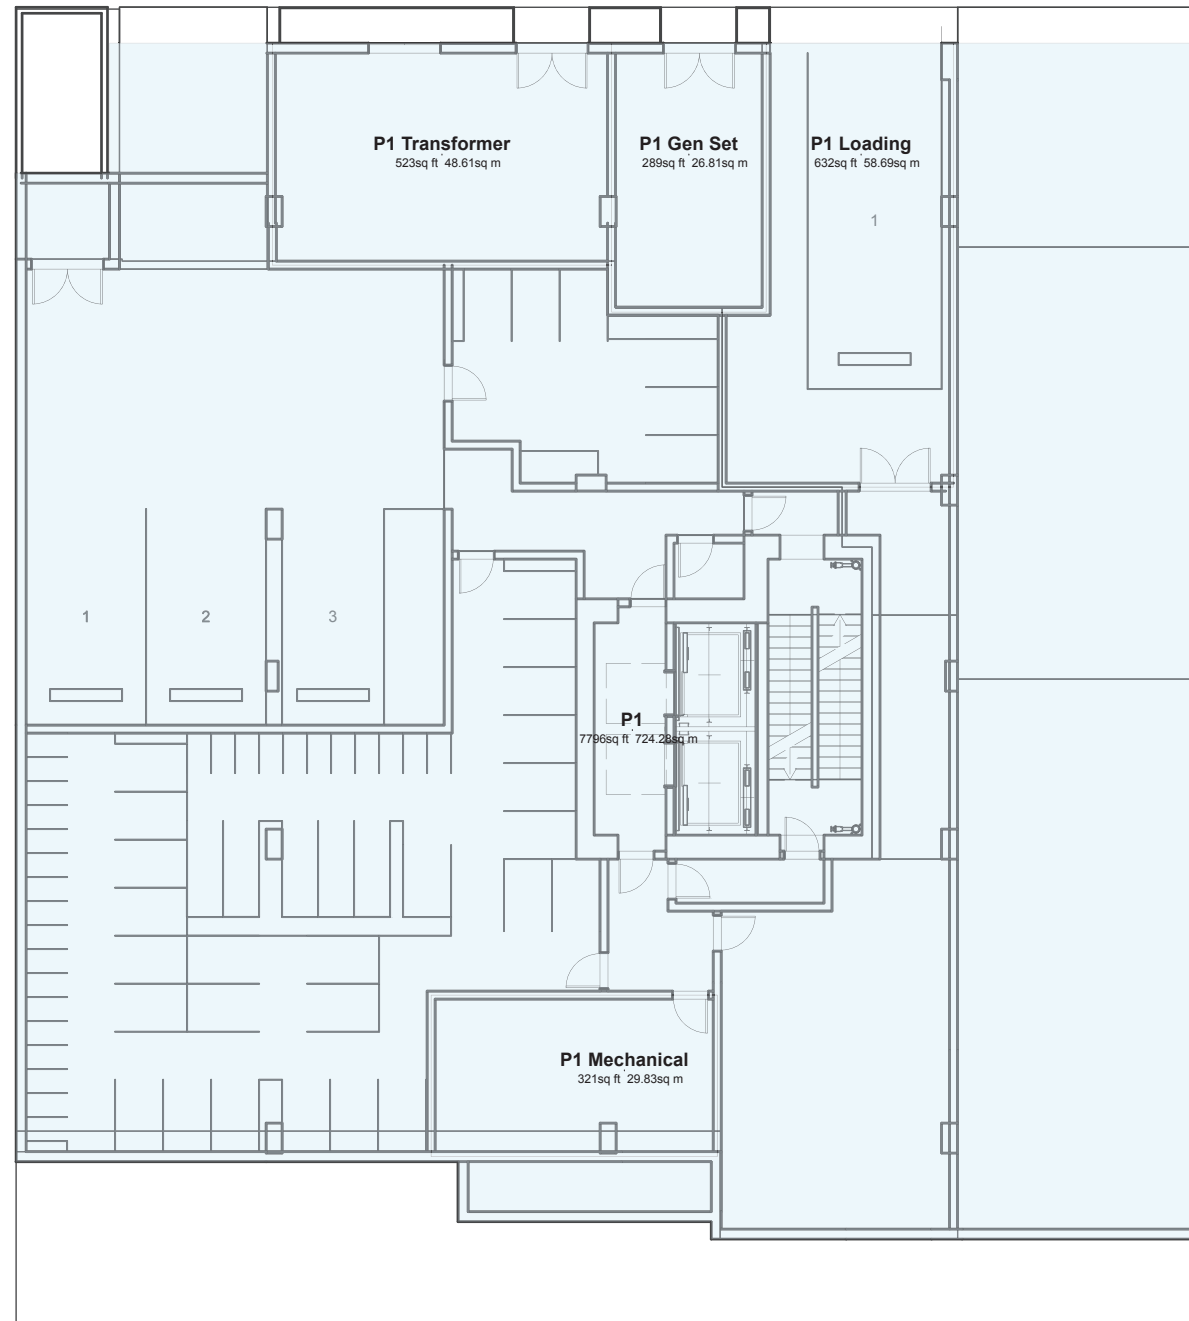 P1 Transformer
523sq ft 48.61sq m
P1 Gen Set
289sq ft 26.81sq m
P1 Loading
632sq ft 58.69sq m
1
1
2
3
P1
7796sq ft 724.28sq m
P1 Mechanical
321sq ft 29.83sq m